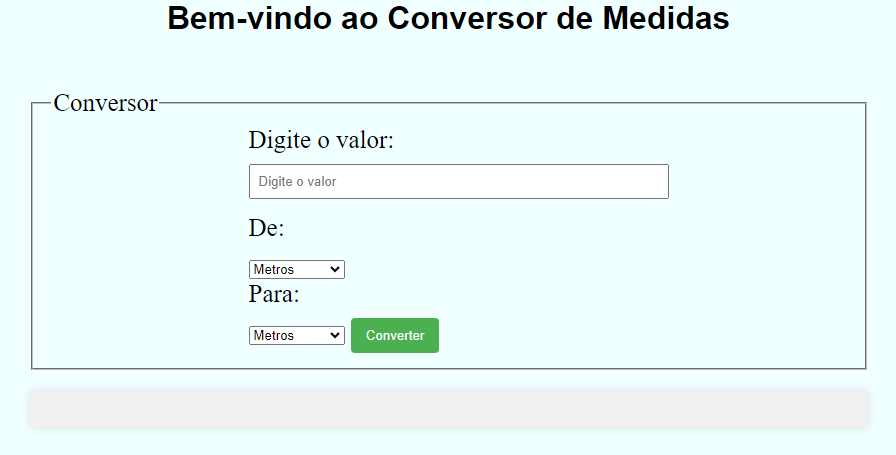 Bem-vindo ao Conversor de Medidas
Conversor
Digite o valor:
Digite o valor
De:
Metros
Para:
Metros Converter